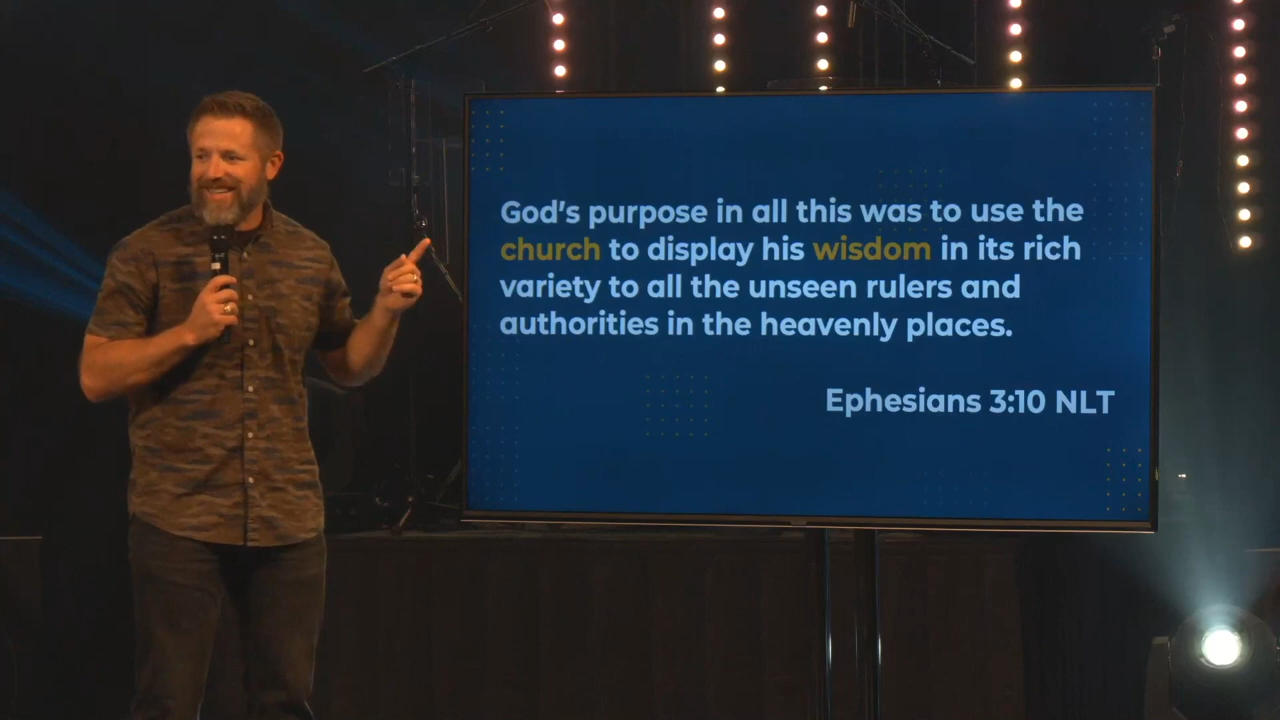 God's purpose in all this was to use the
church to display his wisdom in its rich
variety to all the unseen rulers and
authorities in the heavenly places.
Ephesians 3:10 NLT